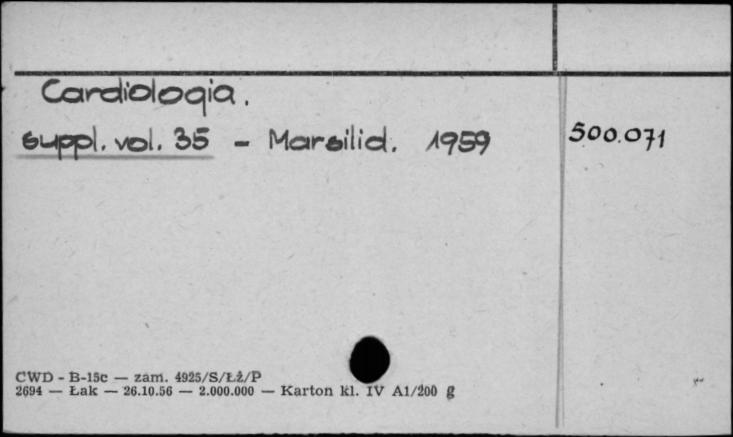 Cardiologia.
suppl. vol. 35 - Marsilid. 1959
500.071
CWD - B-15c — zam. 4925/S/Łż/P
2694 — Łak — 26.10.56 — 2.000.000 — Karton kl. IV A1/200 g